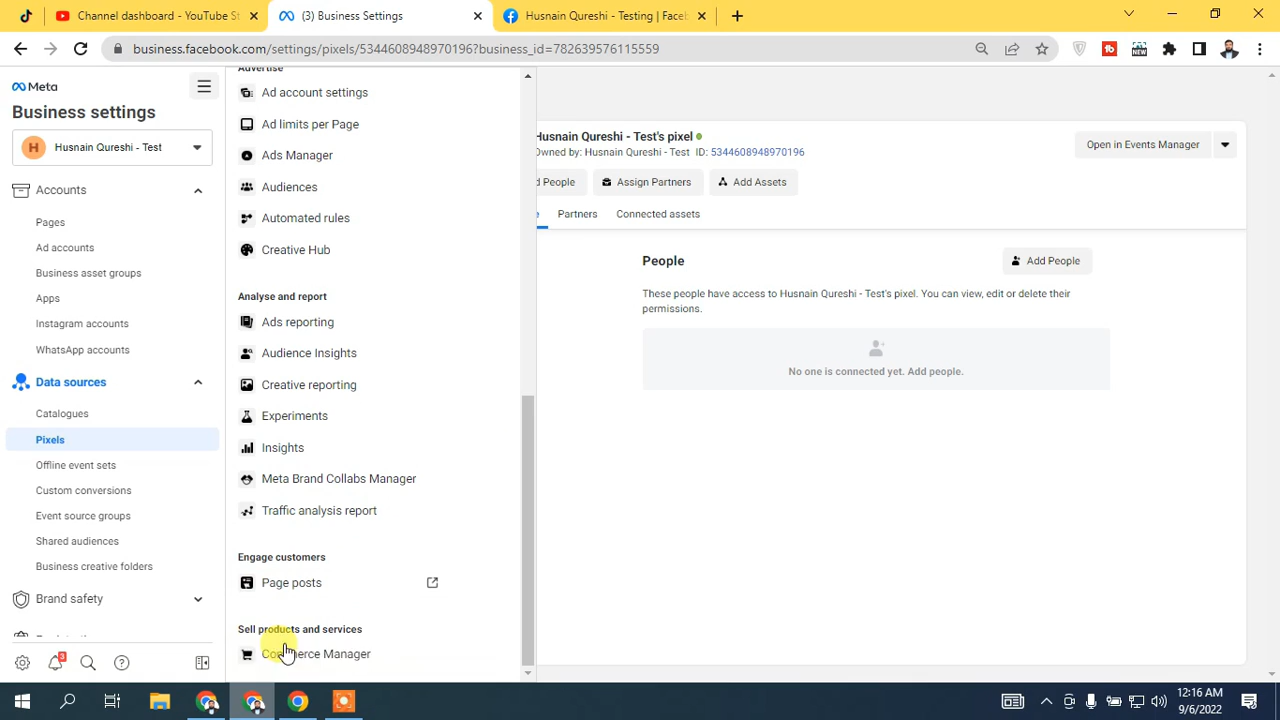 Channel dashboard - YouTube St
(3) Business Settings
Husnain Qureshi - Testing | Faceb
business.facebook.com/settings/pixels/5344608948970196?business_id=782639576115559
NEW
Meta
Business settings
H
Husnain Qureshi - Test
Accounts
Pages
Ad accounts
Business asset groups
Apps
Instagram accounts
WhatsApp accounts
Data sources
Catalogues
Pixels
Offline event sets
Custom conversions
Event source groups
Shared audiences
Business creative folders
Brand safety
3
Advertise
Ad account settings
Ad limits per Page
Ads Manager
Audiences
Automated rules
Creative Hub
Analyse and report
Ads reporting
Audience Insights
Creative reporting
Experiments
Insights
Meta Brand Collabs Manager
Traffic analysis report
Engage customers
Page posts
Sell products and services
Commerce Manager
Husnain Qureshi - Test's pixel
Owned by: Husnain Qureshi - Test ID: 5344608948970196
Open in Events Manager
d People
Assign Partners
Add Assets
e
Partners
Connected assets
People
Add People
These people have access to Husnain Qureshi - Test's pixel. You can view, edit or delete their
permissions.
No one is connected yet. Add people.
12:16 AM
9/6/2022